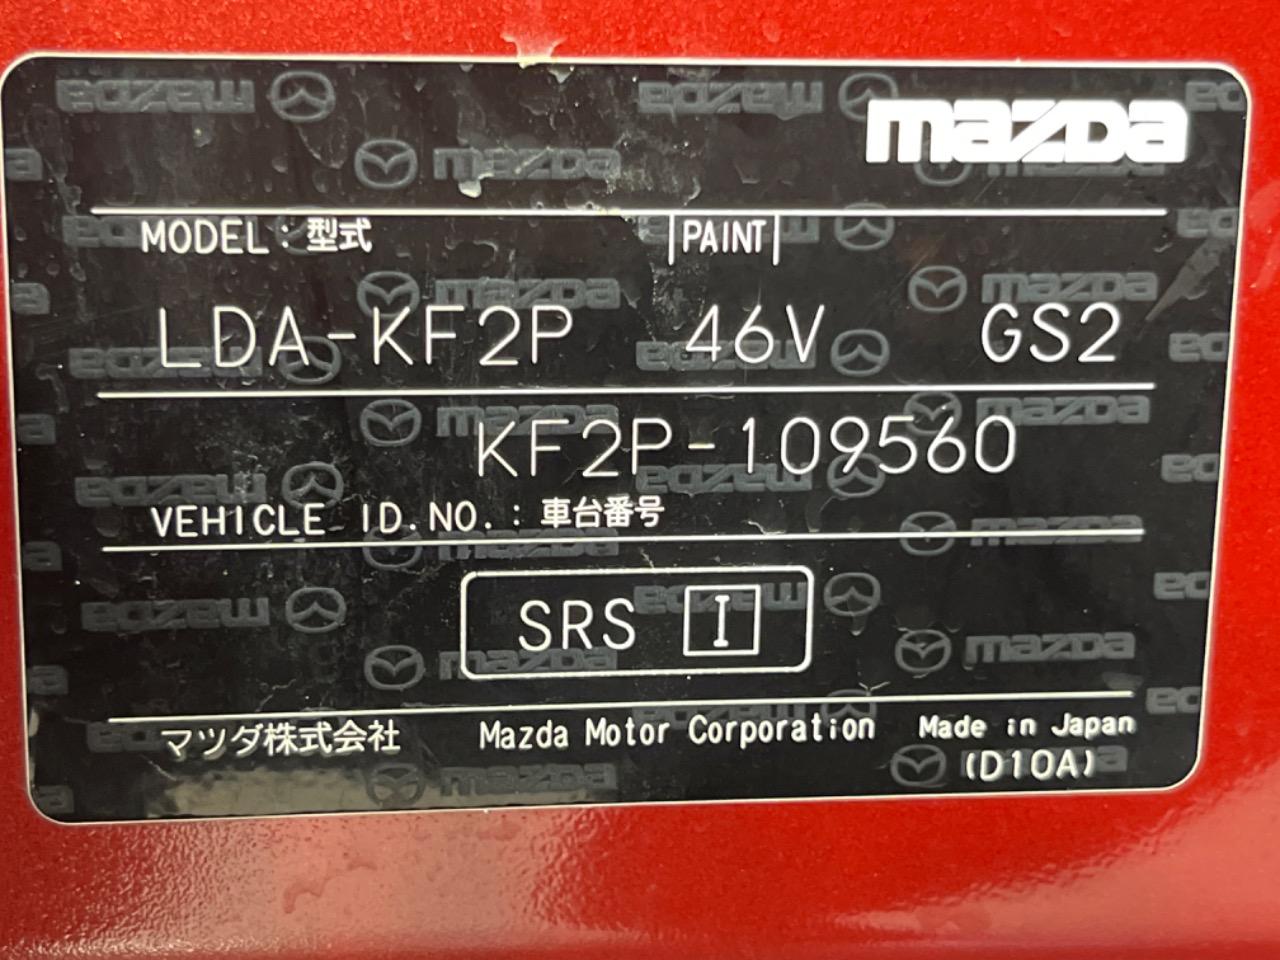 mazda
MODEL : 型式 PAINT
LDA-KF2P 46V GS2
KF2P-109560
VEHICLE ID.NO. : 車台番号
SRS I
マツダ株式会社 Mazda Motor Corporation Made in Japan
(D10A)